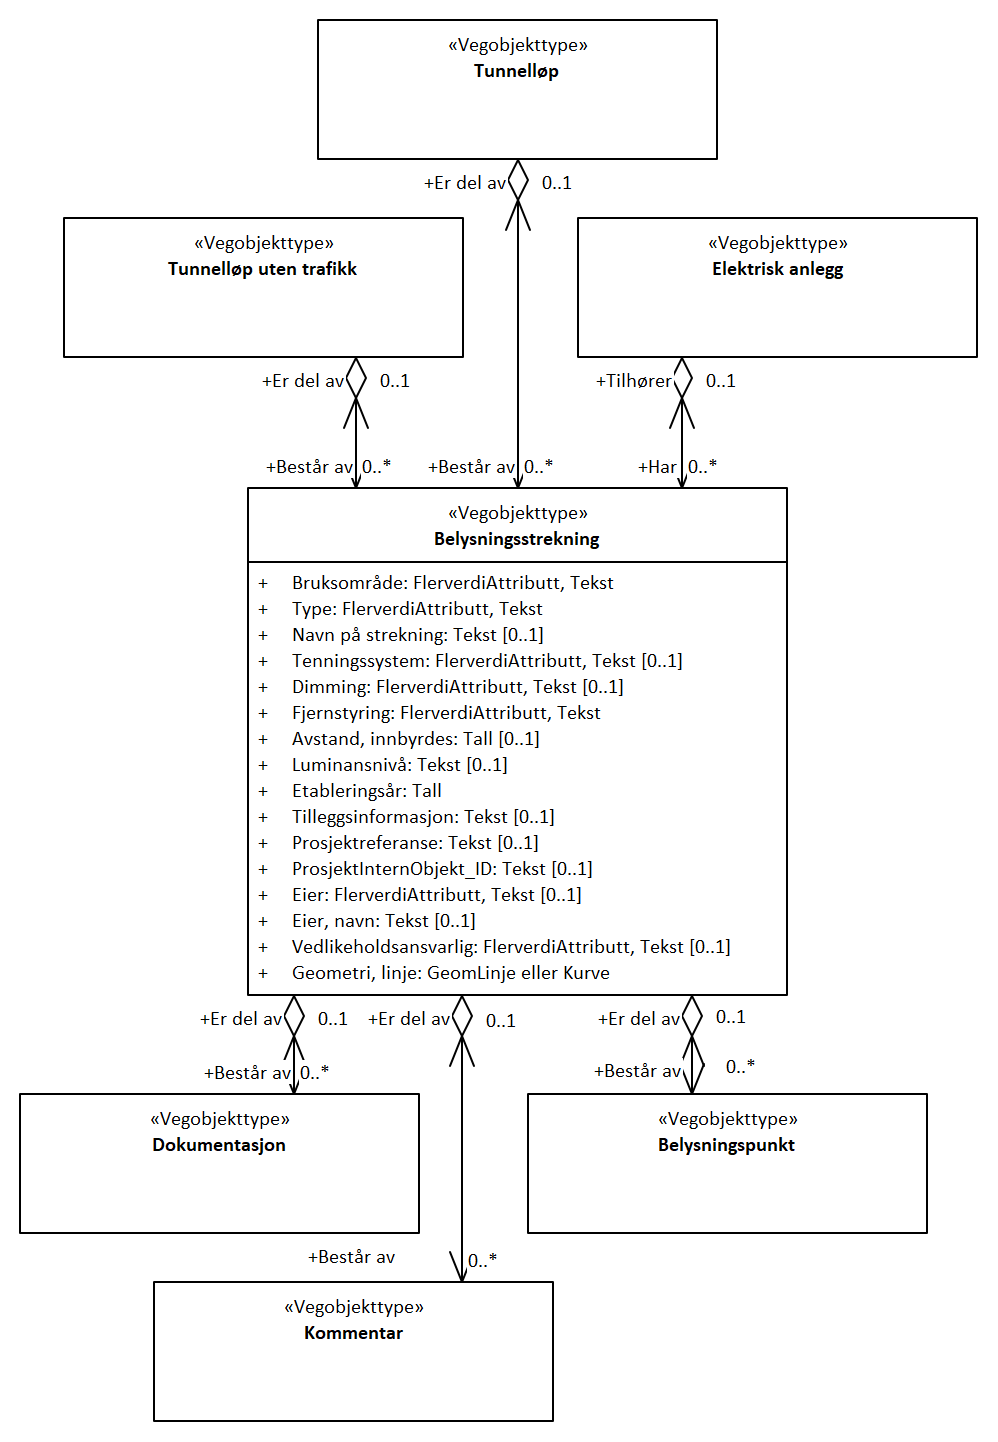 «Vegobjekttype»
Tunnelløp
+Er del av 0..1
«Vegobjekttype»
Tunnelløp uten trafikk
«Vegobjekttype»
Elektrisk anlegg
+Er del av 0..1
+Tilhører 0..1
+Består av 0..*
+Består av 0..*
+Har 0..*
«Vegobjekttype»
Belysningsstrekning
+ Bruksområde: FlerverdiAttributt, Tekst
+ Type: FlerverdiAttributt, Tekst
+ Navn på strekning: Tekst [0..1]
+ Tenningssystem: FlerverdiAttributt, Tekst [0..1]
+ Dimming: FlerverdiAttributt, Tekst [0..1]
+ Fjernstyring: FlerverdiAttributt, Tekst
+ Avstand, innbyrdes: Tall [0..1]
+ Luminansnivå: Tekst [0..1]
+ Etableringsår: Tall
+ Tilleggsinformasjon: Tekst [0..1]
+ Prosjektreferanse: Tekst [0..1]
+ ProsjektInternObjekt_ID: Tekst [0..1]
+ Eier: FlerverdiAttributt, Tekst [0..1]
+ Eier, navn: Tekst [0..1]
+ Vedlikeholdsansvarlig: FlerverdiAttributt, Tekst [0..1]
+ Geometri, linje: GeomLinje eller Kurve
+Er del av 0..1
+Er del av 0..1
+Er del av 0..1
+Består av 0..*
+Består av 0..*
«Vegobjekttype»
Dokumentasjon
«Vegobjekttype»
Belysningspunkt
+Består av 0..*
«Vegobjekttype»
Kommentar